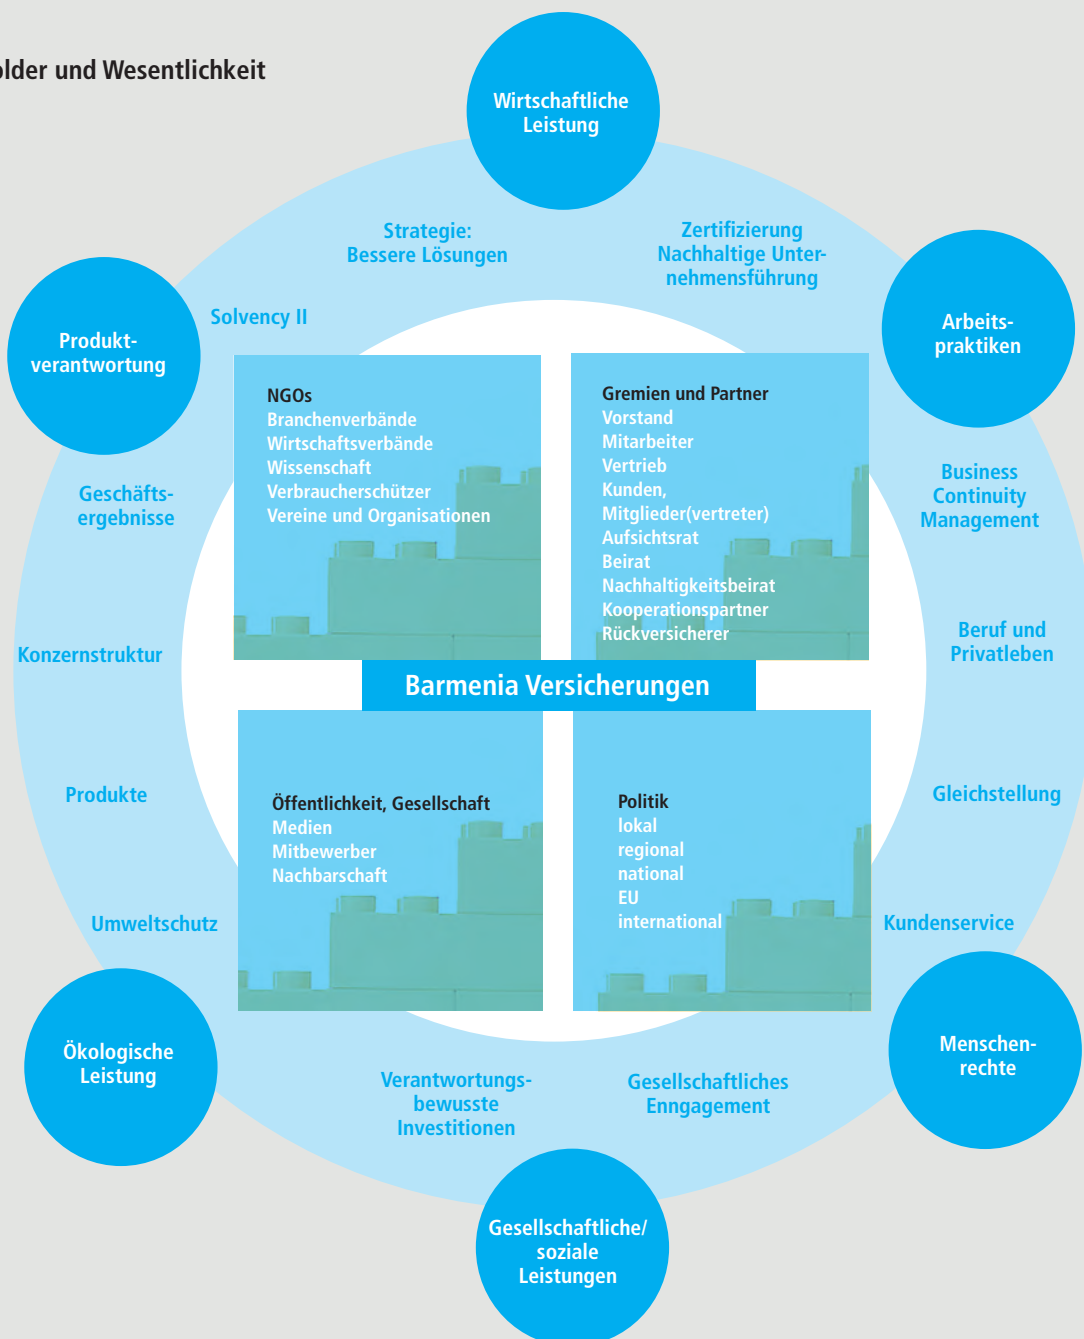 older und Wesentlichkeit
Wirtschaftliche
Leistung
Strategie:
Bessere Lösungen
Zertifizierung
Nachhaltige Unter-
nehmensführung
Solvency II
Produkt-
verantwortung
Arbeits-
praktiken
NGOs
Branchenverbände
Wirtschaftsverbände
Wissenschaft
Verbraucherschützer
Vereine und Organisationen
Gremien und Partner
Vorstand
Mitarbeiter
Vertrieb
Kunden,
Mitglieder(vertreter)
Aufsichtsrat
Beirat
Nachhaltigkeitsbeirat
Kooperationspartner
Rückversicherer
Geschäfts-
ergebnisse
Business
Continuity
Management
Konzernstruktur
Beruf und
Privatleben
Barmenia Versicherungen
Produkte
Gleichstellung
Öffentlichkeit, Gesellschaft
Medien
Mitbewerber
Nachbarschaft
Politik
lokal
regional
national
EU
international
Umweltschutz
Kundenservice
Ökologische
Leistung
Menschen-
rechte
Verantwortungs-
bewusste
Investitionen
Gesellschaftliches
Enngagement
Gesellschaftliche/
soziale
Leistungen